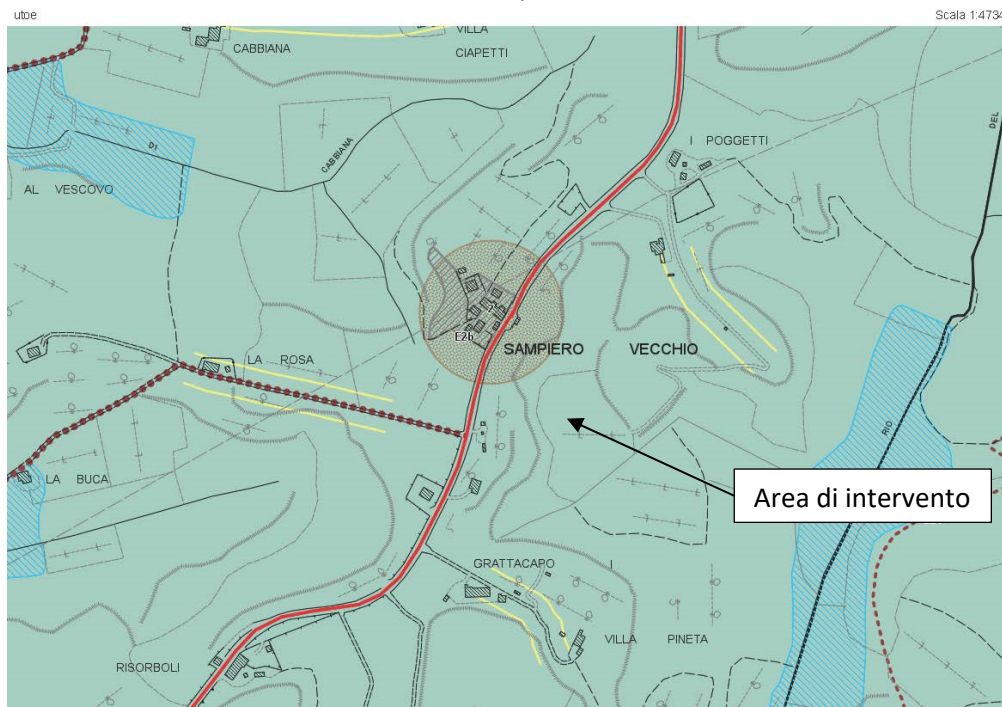 utoe
Scala 1:4734
CABBIANA
VILLA
CIAPETTI
DI
CABBIANA
I POGGETTI
DEL
AL VESCOVO
E2b
SAMPIERO VECCHIO
LA ROSA
RIO
LA BUCA
Area di intervento
GRATTACAPO I
VILLA PINETA
RISORBOLI